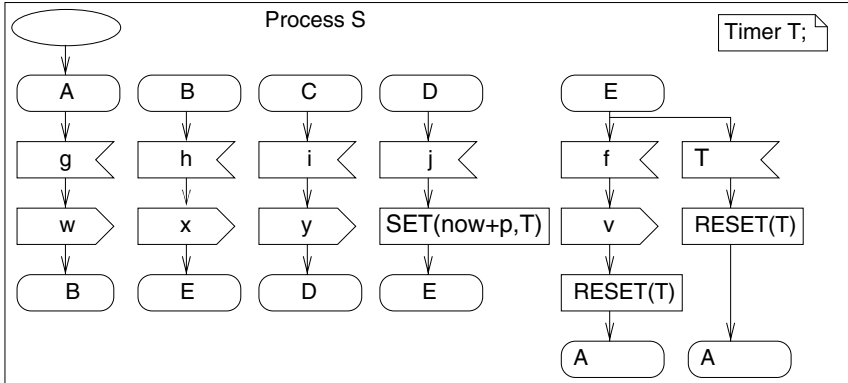 Process S
Timer T;
A B C D E
g h i j f T
w x y SET(now+p,T) v RESET(T)
B E D E RESET(T)
A A